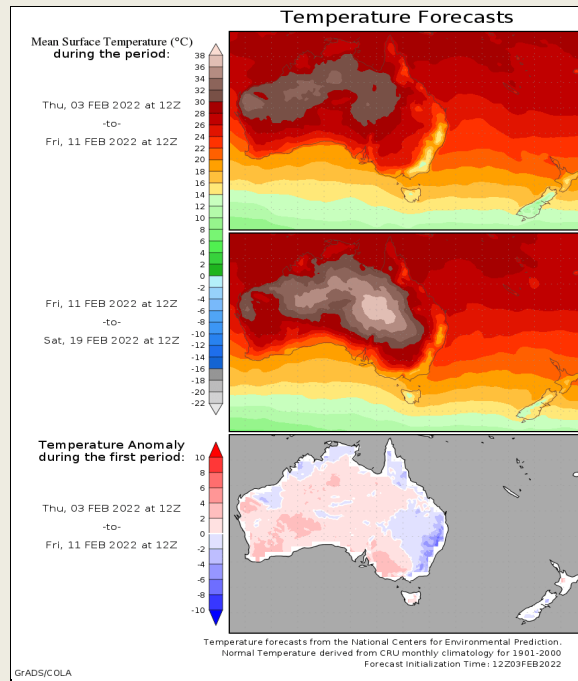 Temperature Forecasts
Mean Surface Temperature (°C)
during the period:
Thu, 03 FEB 2022 at 12Z
-to-
Fri, 11 FEB 2022 at 12Z
38
36
34
32
30
28
26
24
22
20
18
16
14
12
10
8
6
4
2
0
-2
-4
-6
-8
-10
-12
-14
-16
-18
-20
-22
Fri, 11 FEB 2022 at 12Z
-to-
Sat, 19 FEB 2022 at 12Z
Temperature Anomaly
during the first period:
Thu, 03 FEB 2022 at 12Z
-to-
Fri, 11 FEB 2022 at 12Z
10
8
6
4
2
0
-2
-4
-6
-8
-10
Temperature forecasts from the National Centers for Environmental Prediction.
Normal Temperature derived from CRU monthly climatology for 1901-2000
Forecast Initialization Time: 12Z03FEB2022
GrADS/COLA